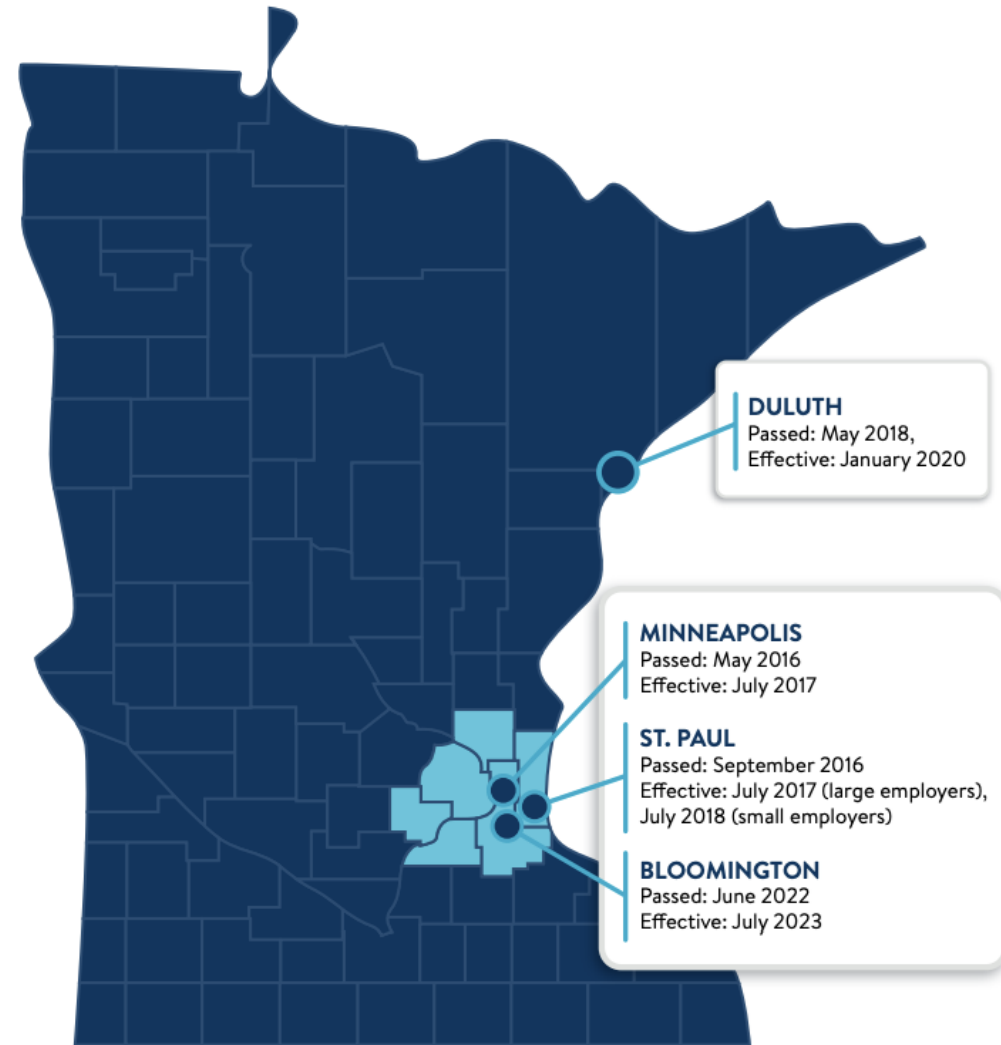 DULUTH
Passed: May 2018,
Effective: January 2020
MINNEAPOLIS
Passed: May 2016
Effective: July 2017
ST. PAUL
Passed: September 2016
Effective: July 2017 (large employers),
July 2018 (small employers)
BLOOMINGTON
Passed: June 2022
Effective: July 2023